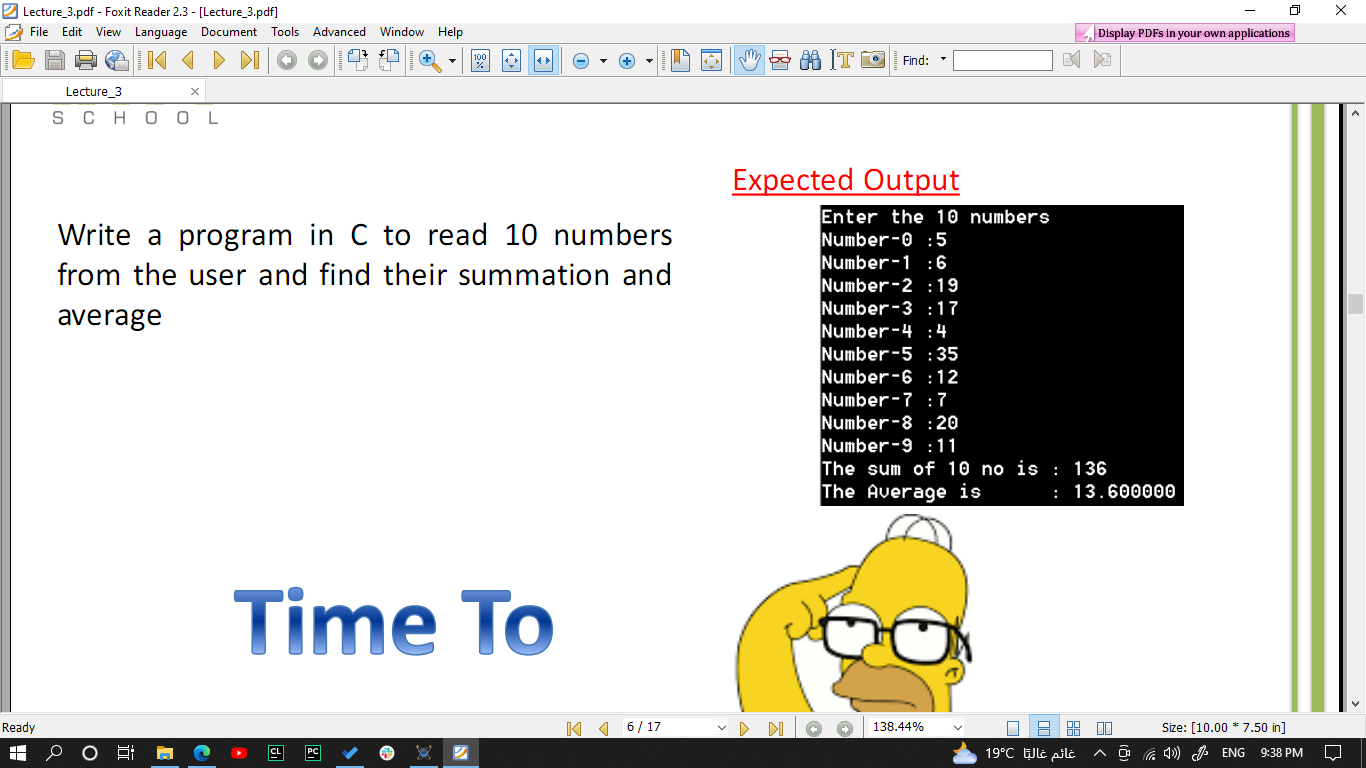 Lecture_3.pdf - Foxit Reader 2.3 - [Lecture_3.pdf]
File Edit View Language Document Tools Advanced Window Help
Display PDFs in your own applications
100 %
T
Find:
Lecture_3
S C H O O L
Expected Output
Write a program in C to read 10 numbers
from the user and find their summation and
average
Enter the 10 numbers
Number-0 :5
Number-1 :6
Number-2 :19
Number-3 :17
Number-4 :4
Number-5 :35
Number-6 :12
Number-7 :7
Number-8 :20
Number-9 :11
The sum of 10 no is : 136
The Average is : 13.600000
Time To
Ready
6 / 17
138.44%
Size: [10.00 * 7.50 in]
CL
PC
19°C غائم غالبًا
ENG
9:38 PM